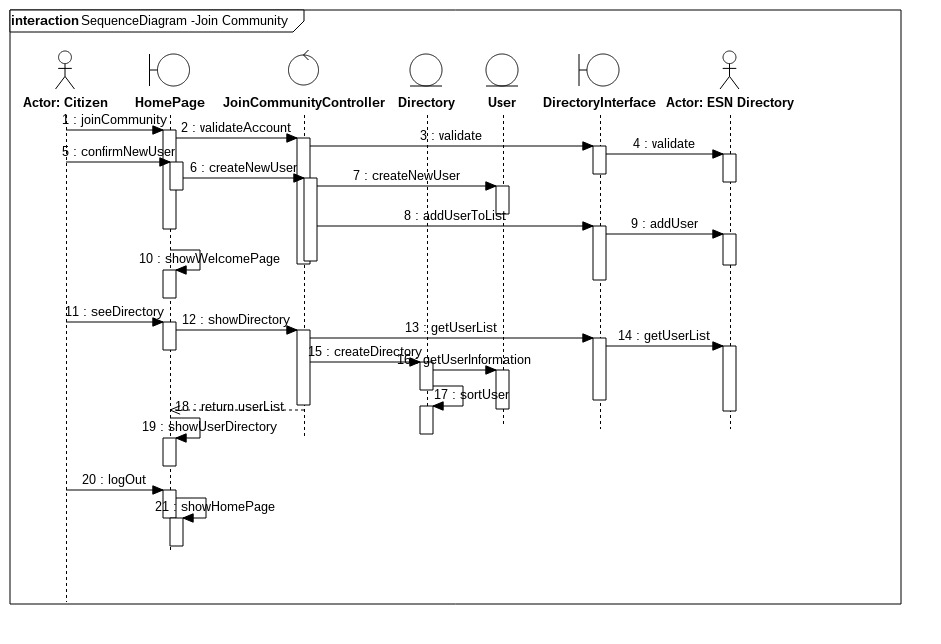 interaction SequenceDiagram -Join Community
Actor: Citizen HomePage JoinCommunityController Directory User DirectoryInterface Actor: ESN Directory
1 : joinCommunity
2 : validateAccount
3 : validate
4 : validate
5 : confirmNewUser
6 : createNewUser
7 : createNewUser
8 : addUserToList
9 : addUser
10 : showWelcomePage
11 : seeDirectory
12 : showDirectory
13 : getUserList
14 : getUserList
15 : createDirectory
16 : getUserInformation
17 : sortUser
18 : return userList
19 : showUserDirectory
20 : logOut
21 : showHomePage